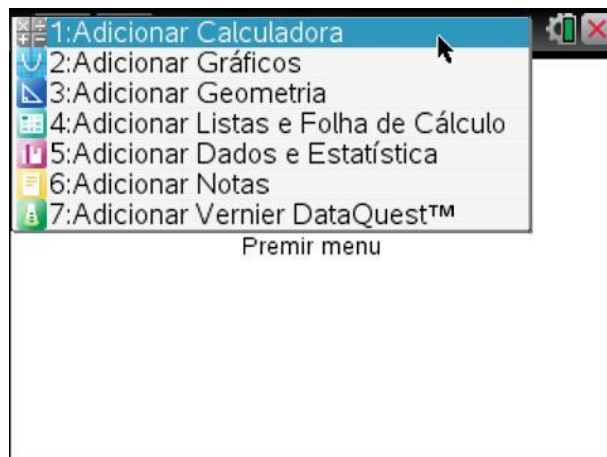 1:Adicionar Calculadora
2:Adicionar Gráficos
3:Adicionar Geometria
4:Adicionar Listas e Folha de Cálculo
5:Adicionar Dados e Estatística
6:Adicionar Notas
7:Adicionar Vernier DataQuest™
Premir menu